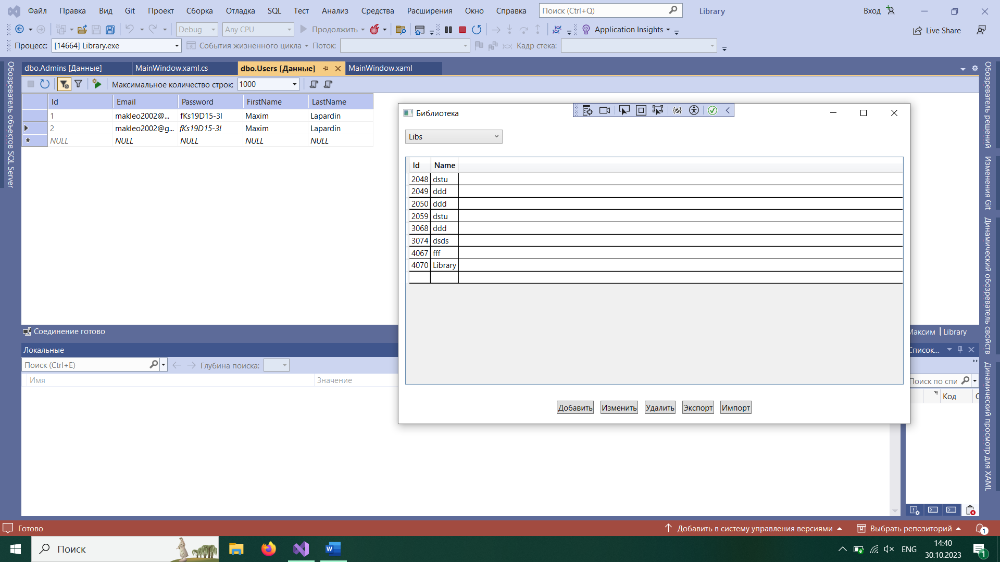 Файл Правка Вид Git Проект Сборка Отладка SQL Тест Анализ Средства Расширения Окно Справка Поиск (Ctrl+Q) Library Вход
Debug Any CPU Продолжить Application Insights Live Share
Процесс: [14664] Library.exe События жизненного цикла Поток: Кадр стека:
Обозреватель объектов SQL Server
dbo.Admins [Данные] MainWindow.xaml.cs dbo.Users [Данные] MainWindow.xaml
Максимальное количество строк: 1000
Id Email Password FirstName LastName
1 makleo2002@... fKs19D15-3l Maxim Lapardin
2 makleo2002@g... fKs19D15-3l Maxim Lapardin
NULL NULL NULL NULL NULL
Библиотека
Libs
Id Name
2048 dstu
2049 ddd
2050 ddd
2059 dstu
3068 ddd
3074 dsds
4067 fff
4070 Library
Добавить Изменить Удалить Экспорт Импорт
Соединение готово
Максим Library
Локальные
Поиск (Ctrl+E) Глубина поиска:
Имя Значение
Список...
Поиск по спи
Код
Обозреватель решений
Изменения Git
Динамический обозреватель свойств
Динамический просмотр для XAML
Готово Добавить в систему управления версиями Выбрать репозиторий 1
Поиск ENG 14:40
30.10.2023 1